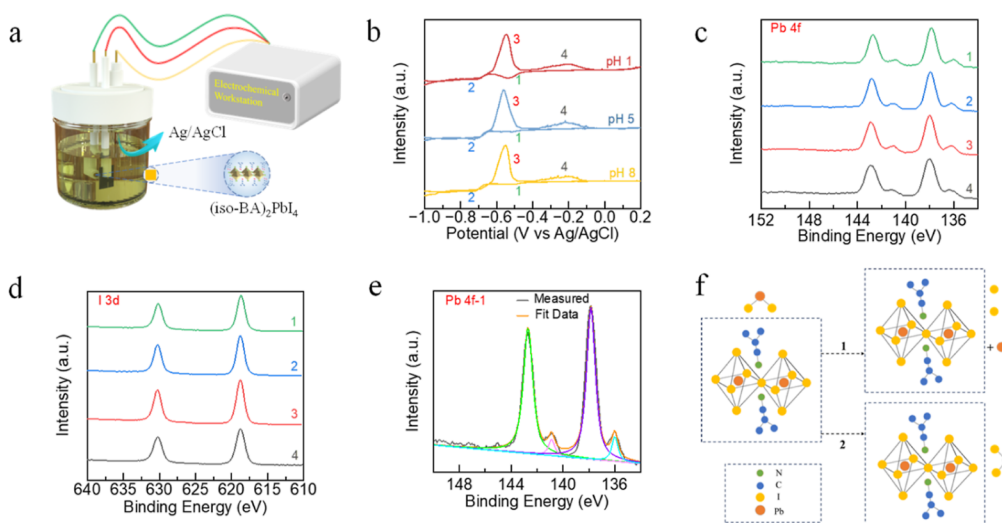 a
Electrochemical
Workstation
Ag/AgCl
(iso-BA)₂PbI₄
b
Intensity (a.u.)
3
4
pH 1
2
1
3
4
pH 5
2
1
3
4
pH 8
2
1
−1.0 −0.8 −0.6 −0.4 −0.2 0.0 0.2
Potential (V vs Ag/AgCl)
c
Pb 4f
Intensity (a.u.)
1
2
3
4
152 148 144 140 136
Binding Energy (eV)
d
I 3d
Intensity (a.u.)
1
2
3
4
640 635 630 625 620 615 610
Binding Energy (eV)
e
Pb 4f-1
Measured
Fit Data
Intensity (a.u.)
148 144 140 136
Binding Energy (eV)
f
1
+
2
N
C
I
Pb